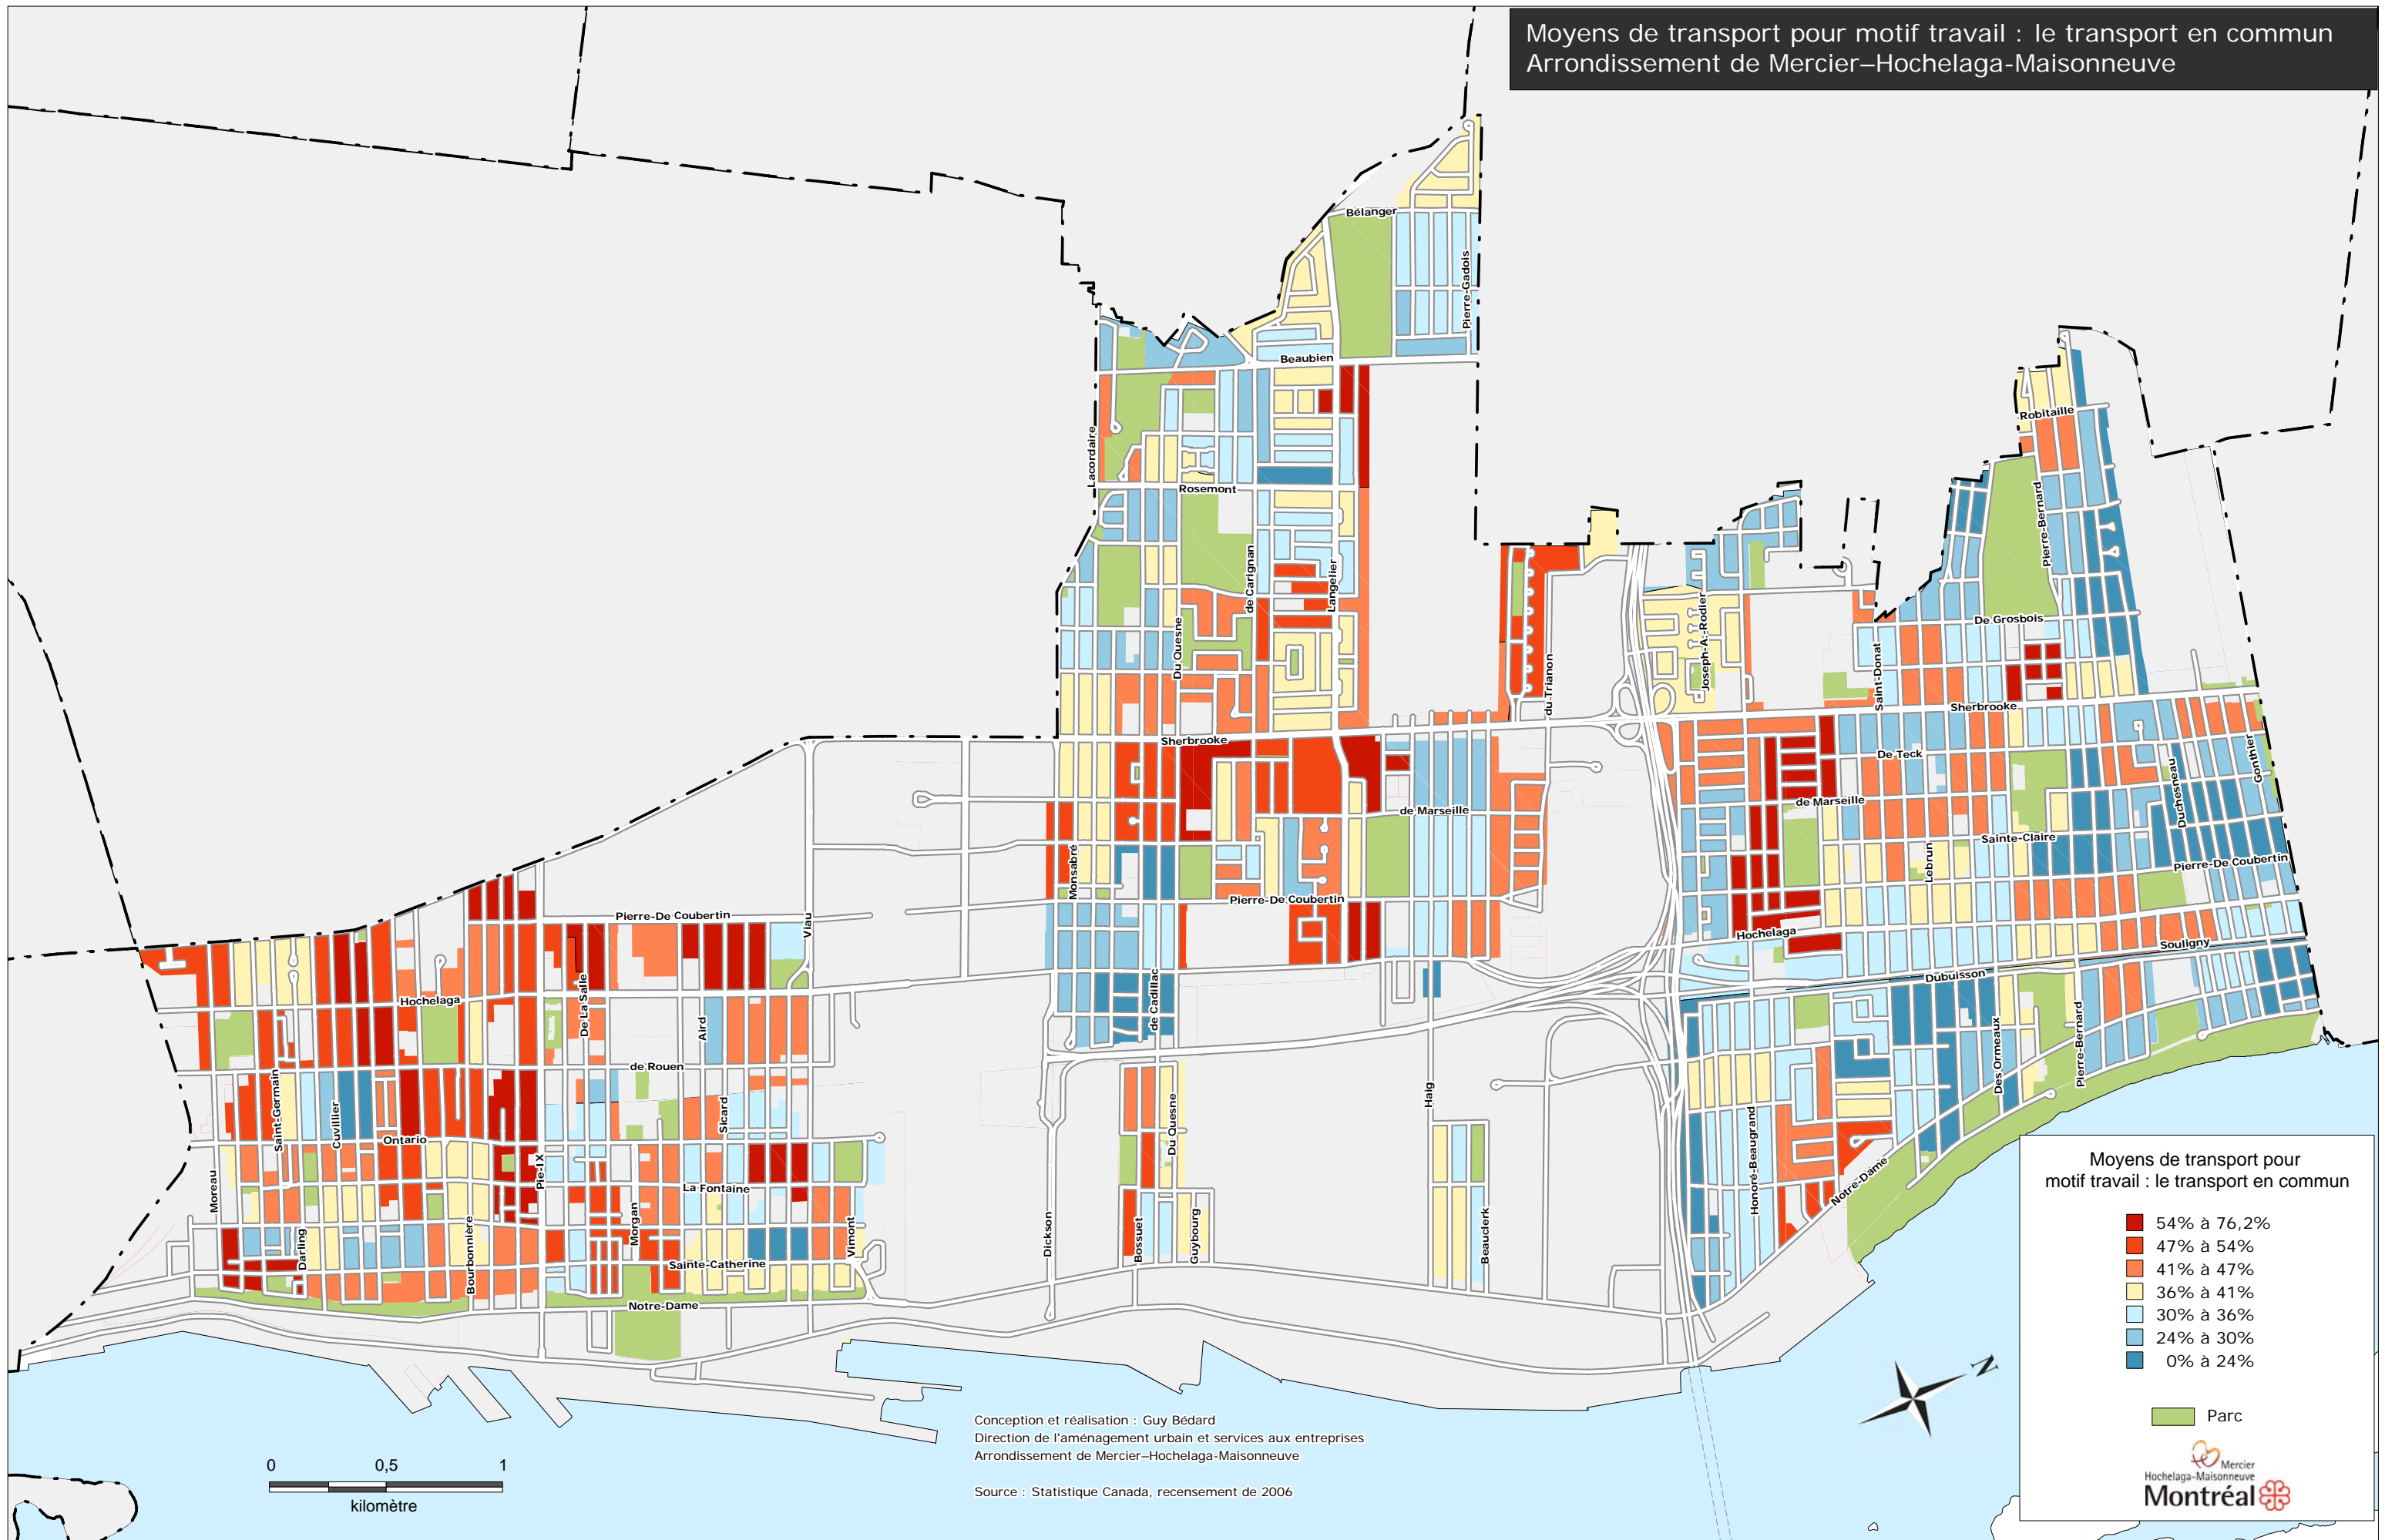 Moyens de transport pour motif travail : le transport en commun
Arrondissement de Mercier–Hochelaga-Maisonneuve
Bélanger
Pierre-Gadois
Beaubien
Lacordaire
Rosemont
Robitaille
Pierre-Bernard
de Carignan
Langelier
Du Quesne
De Grosbois
Joseph-A.-Rodier
du Trianon
Saint-Donat
Sherbrooke
Sherbrooke
De Teck
Gonthier
Duchesneau
de Marseille
de Marseille
Sainte-Claire
Monsabré
Lebrun
Pierre-De Coubertin
Pierre-De Coubertin
Pierre-De Coubertin
Viau
Hochelaga
Souligny
Dubuisson
Hochelaga
De La Salle
de Cadillac
Aird
Des Ormeaux
Pierre-Bernard
de Rouen
Saint-Germain
Cuvillier
Sicard
Du Quesne
Haig
Honoré-Beaugrand
Ontario
Moreau
Pie-IX
La Fontaine
Notre-Dame
Morgan
Darling
Bourbonnière
Vimont
Dickson
Bossuet
Guybourg
Beauclerk
Sainte-Catherine
Notre-Dame
Moyens de transport pour
motif travail : le transport en commun
54% à 76,2%
47% à 54%
41% à 47%
36% à 41%
30% à 36%
24% à 30%
0% à 24%
Parc
N
Mercier
Hochelaga-Maisonneuve
Montréal
Conception et réalisation : Guy Bédard
Direction de l'aménagement urbain et services aux entreprises
Arrondissement de Mercier–Hochelaga-Maisonneuve
Source : Statistique Canada, recensement de 2006
0 0,5 1
kilomètre